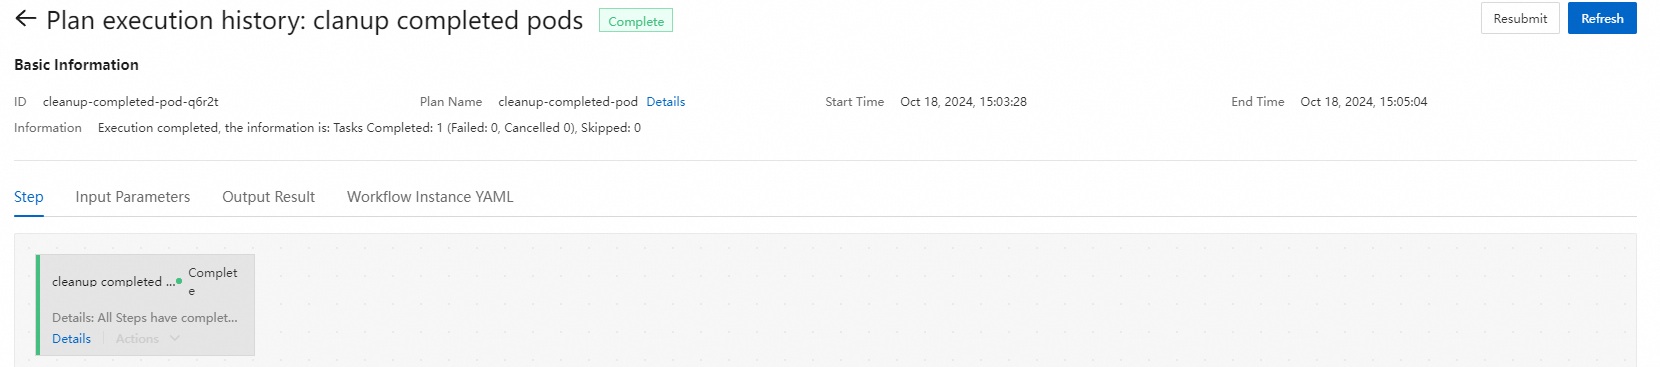 Plan execution history: clanup completed pods Complete Resubmit Refresh
Basic Information
ID cleanup-completed-pod-q6r2t Plan Name cleanup-completed-pod Details Start Time Oct 18, 2024, 15:03:28 End Time Oct 18, 2024, 15:05:04
Information Execution completed, the information is: Tasks Completed: 1 (Failed: 0, Cancelled 0), Skipped: 0
Step Input Parameters Output Result Workflow Instance YAML
cleanup completed ... Complet
e
Details: All Steps have complet...
Details Actions